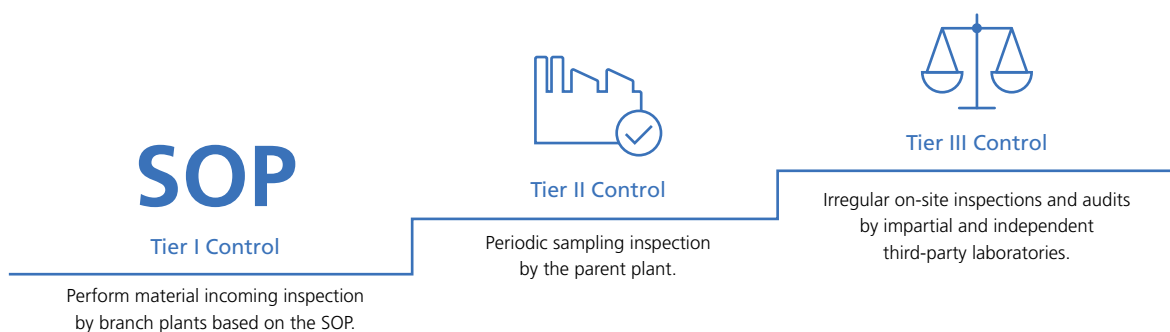 SOP
Tier I Control
Perform material incoming inspection
by branch plants based on the SOP.
Tier II Control
Periodic sampling inspection
by the parent plant.
Tier III Control
Irregular on-site inspections and audits
by impartial and independent
third-party laboratories.